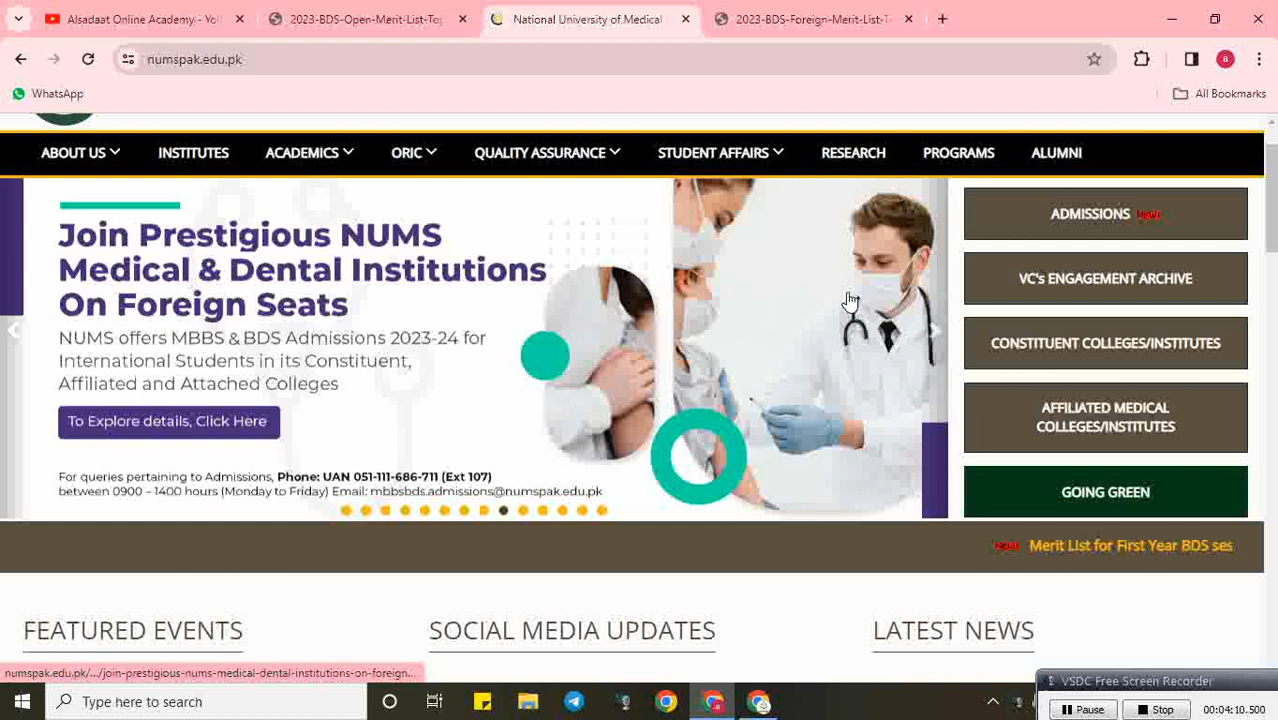 Alsadaat Online Academy - Yo
2023-BDS-Open-Merit-List-To
National University of Medical
2023-BDS-Foreign-Merit-List-T
numspak.edu.pk
a
WhatsApp
All Bookmarks
ABOUT US
INSTITUTES
ACADEMICS
ORIC
QUALITY ASSURANCE
STUDENT AFFAIRS
RESEARCH
PROGRAMS
ALUMNI
Join Prestigious NUMS
Medical & Dental Institutions
On Foreign Seats
NUMS offers MBBS & BDS Admissions 2023-24 for
International Students in its Constituent,
Affiliated and Attached Colleges
To Explore details, Click Here
For queries pertaining to Admissions, Phone: UAN 051-111-686-711 (Ext 107)
between 0900 – 1400 hours (Monday to Friday) Email: mbbsbds.admissions@numspak.edu.pk
ADMISSIONS
VC's ENGAGEMENT ARCHIVE
CONSTITUENT COLLEGES/INSTITUTES
AFFILIATED MEDICAL
COLLEGES/INSTITUTES
GOING GREEN
Merit List for First Year BDS ses
FEATURED EVENTS
SOCIAL MEDIA UPDATES
LATEST NEWS
numspak.edu.pk/.../join-prestigious-nums-medical-dental-institutions-on-foreign...
Type here to search
VSDC Free Screen Recorder
Pause
Stop
00:04:10.500